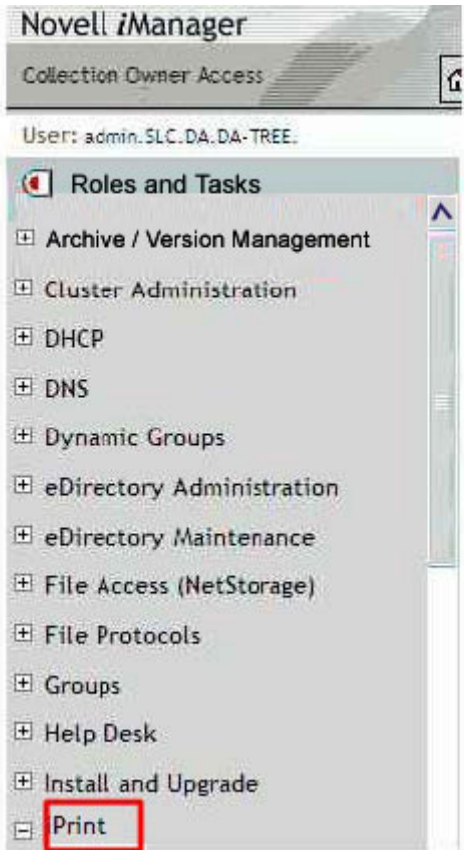 Novell iManager
Collection Owner Access
User: admin.SLC.DA.DA-TREE.
Roles and Tasks
Archive / Version Management
Cluster Administration
DHCP
DNS
Dynamic Groups
eDirectory Administration
eDirectory Maintenance
File Access (NetStorage)
File Protocols
Groups
Help Desk
Install and Upgrade
iPrint